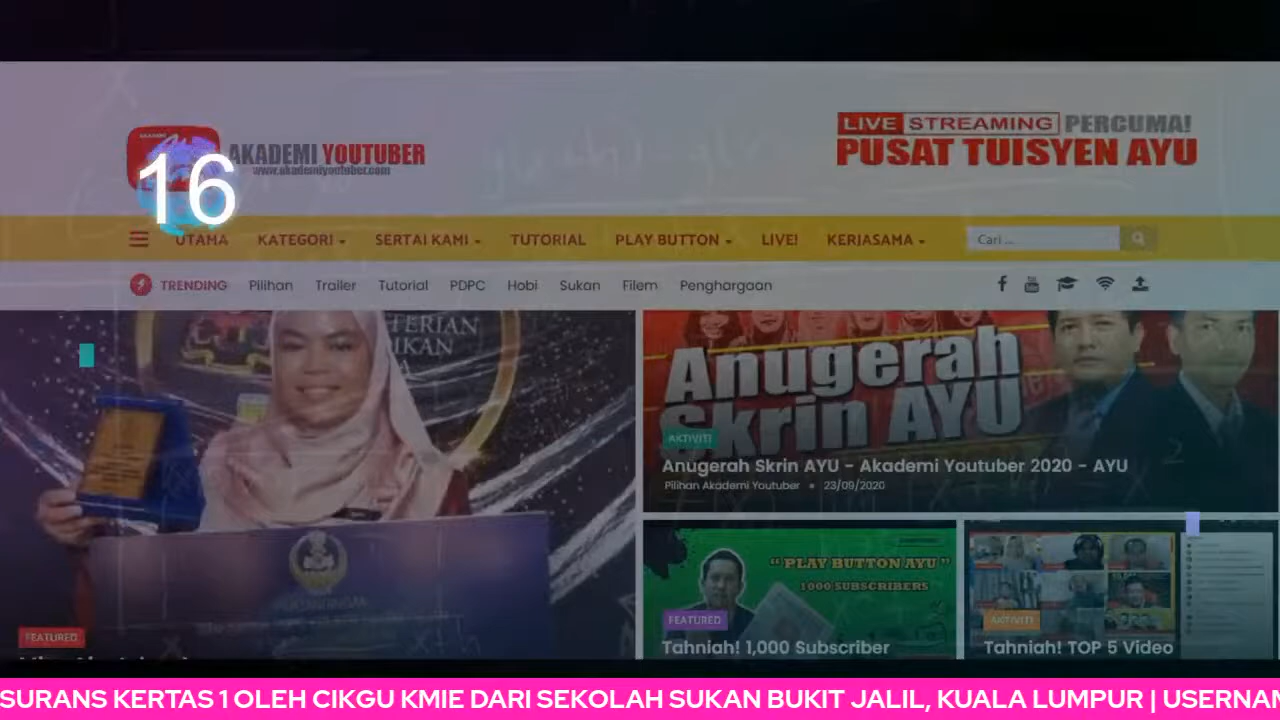 LIVE STREAMING PERCUMA!
PUSAT TUISYEN AYU
AKADEMI YOUTUBER
www.akademiyoutuber.com
16
UTAMA KATEGORI SERTAI KAMI TUTORIAL PLAY BUTTON LIVE! KERJASAMA Cari ...
TRENDING Pilihan Trailer Tutorial PDPC Hobi Sukan Filem Penghargaan
Anugerah
Skrin AYU
AKTIVITI
Anugerah Skrin AYU - Akademi Youtuber 2020 - AYU
Pilihan Akademi Youtuber • 23/09/2020
"PLAY BUTTON AYU"
1000 SUBSCRIBERS
FEATURED
Tahniah! 1,000 Subscriber
AKTIVITI
Tahniah! TOP 5 Video
FEATURED
SURANS KERTAS 1 OLEH CIKGU KMIE DARI SEKOLAH SUKAN BUKIT JALIL, KUALA LUMPUR | USERNAM